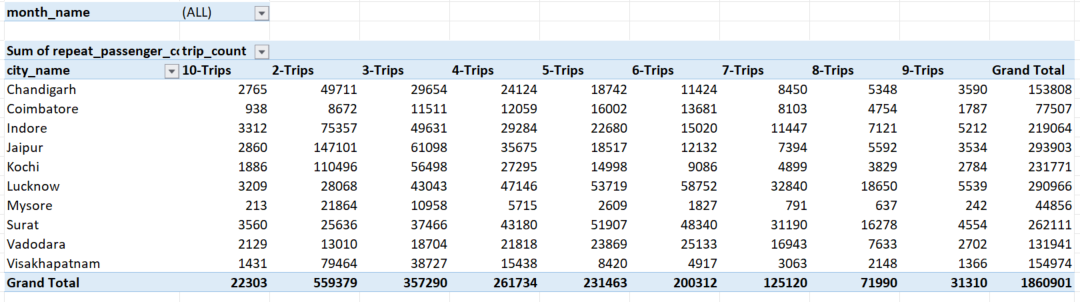 month_name (ALL)
Sum of repeat_passenger_cc trip_count
city_name 10-Trips 2-Trips 3-Trips 4-Trips 5-Trips 6-Trips 7-Trips 8-Trips 9-Trips Grand Total
Chandigarh 2765 49711 29654 24124 18742 11424 8450 5348 3590 153808
Coimbatore 938 8672 11511 12059 16002 13681 8103 4754 1787 77507
Indore 3312 75357 49631 29284 22680 15020 11447 7121 5212 219064
Jaipur 2860 147101 61098 35675 18517 12132 7394 5592 3534 293903
Kochi 1886 110496 56498 27295 14998 9086 4899 3829 2784 231771
Lucknow 3209 28068 43043 47146 53719 58752 32840 18650 5539 290966
Mysore 213 21864 10958 5715 2609 1827 791 637 242 44856
Surat 3560 25636 37466 43180 51907 48340 31190 16278 4554 262111
Vadodara 2129 13010 18704 21818 23869 25133 16943 7633 2702 131941
Visakhapatnam 1431 79464 38727 15438 8420 4917 3063 2148 1366 154974
Grand Total 22303 559379 357290 261734 231463 200312 125120 71990 31310 1860901